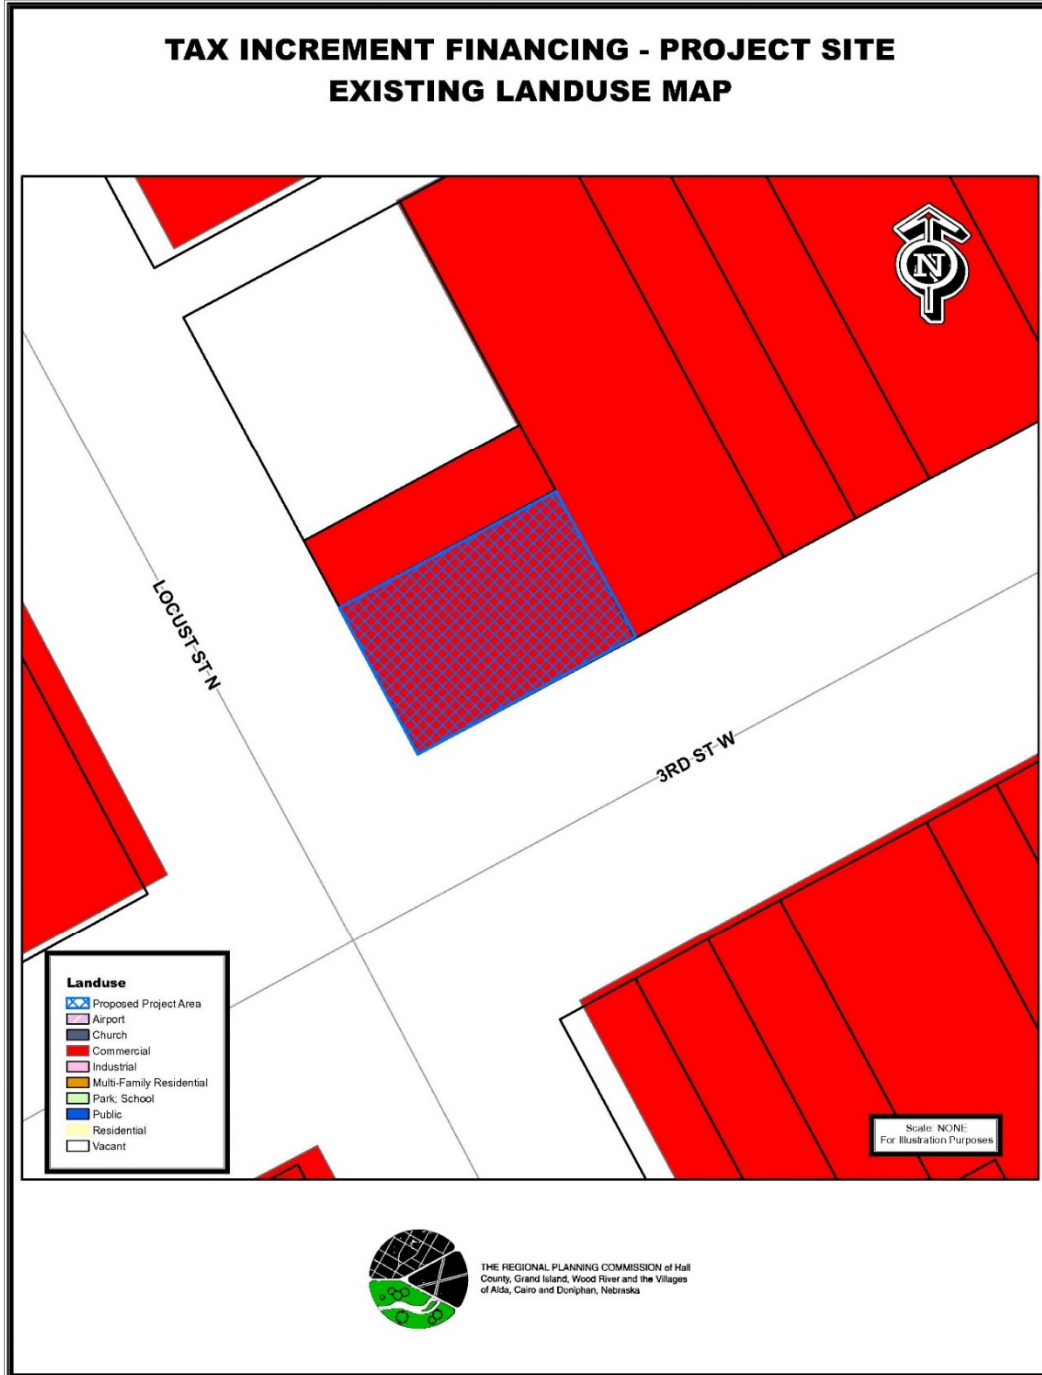 TAX INCREMENT FINANCING - PROJECT SITE
EXISTING LANDUSE MAP
N
LOCUST ST N
3RD ST W
Landuse
Proposed Project Area
Airport
Church
Commercial
Industrial
Multi-Family Residential
Park; School
Public
Residential
Vacant
Scale: NONE
For Illustration Purposes
THE REGIONAL PLANNING COMMISSION of Hall
County, Grand Island, Wood River and the Villages
of Alda, Cairo and Doniphan, Nebraska